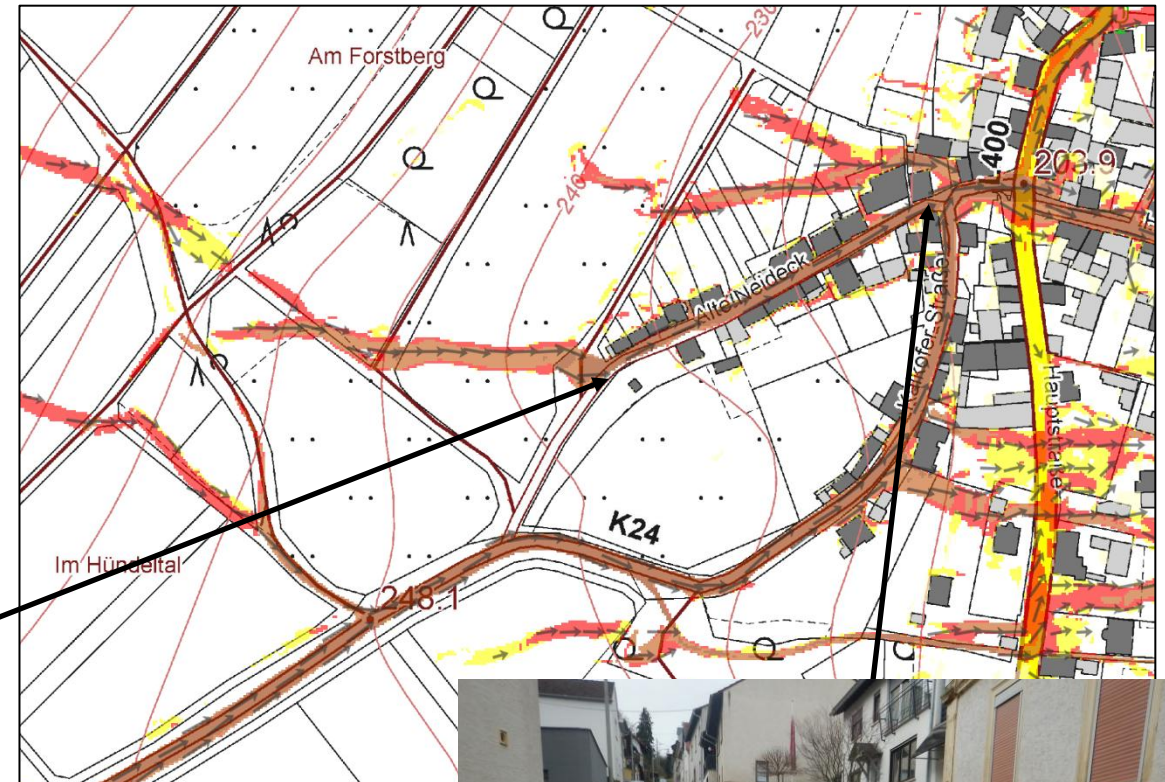 Am Forstberg
230
240
400
203.9
Alte Neideck
Hauptstraße
K24
Im Hündeltal
248.1